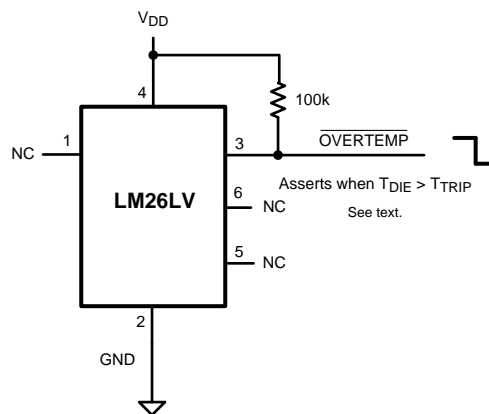 VDD
4
100k
1
3
OVERTEMP
NC
Asserts when TDIE > TTRIP
LM26LV
6
NC
See text.
5
NC
2
GND